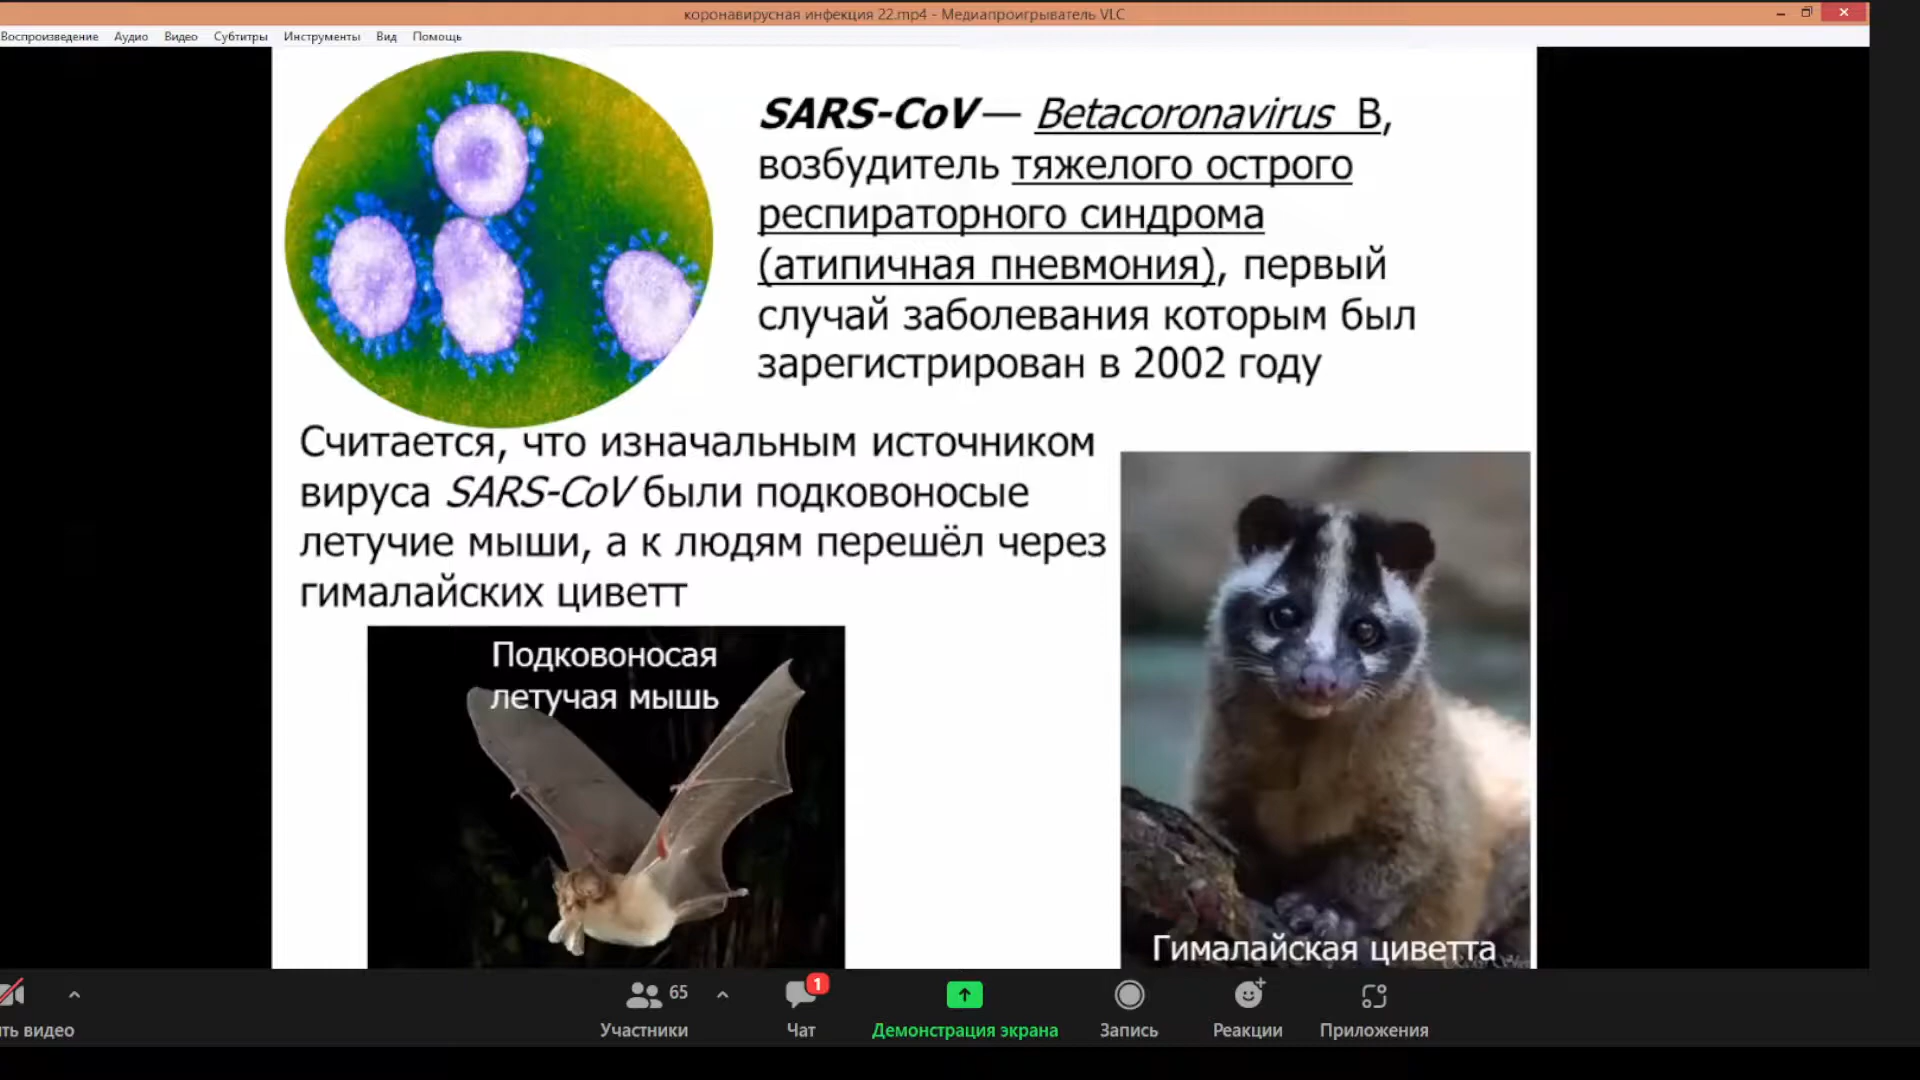 коронавирусная инфекция 22.mp4 - Медиапроигрыватель VLC
Воспроизведение Аудио Видео Субтитры Инструменты Вид Помощь
SARS-CoV— Betacoronavirus B,
возбудитель тяжелого острого
респираторного синдрома
(атипичная пневмония), первый
случай заболевания которым был
зарегистрирован в 2002 году
Считается, что изначальным источником
вируса SARS-CoV были подковоносые
летучие мыши, а к людям перешёл через
гималайских циветт
Подковоносая
летучая мышь
Гималайская циветта
65
1
ть видео
Участники
Чат
Демонстрация экрана
Запись
Реакции
Приложения